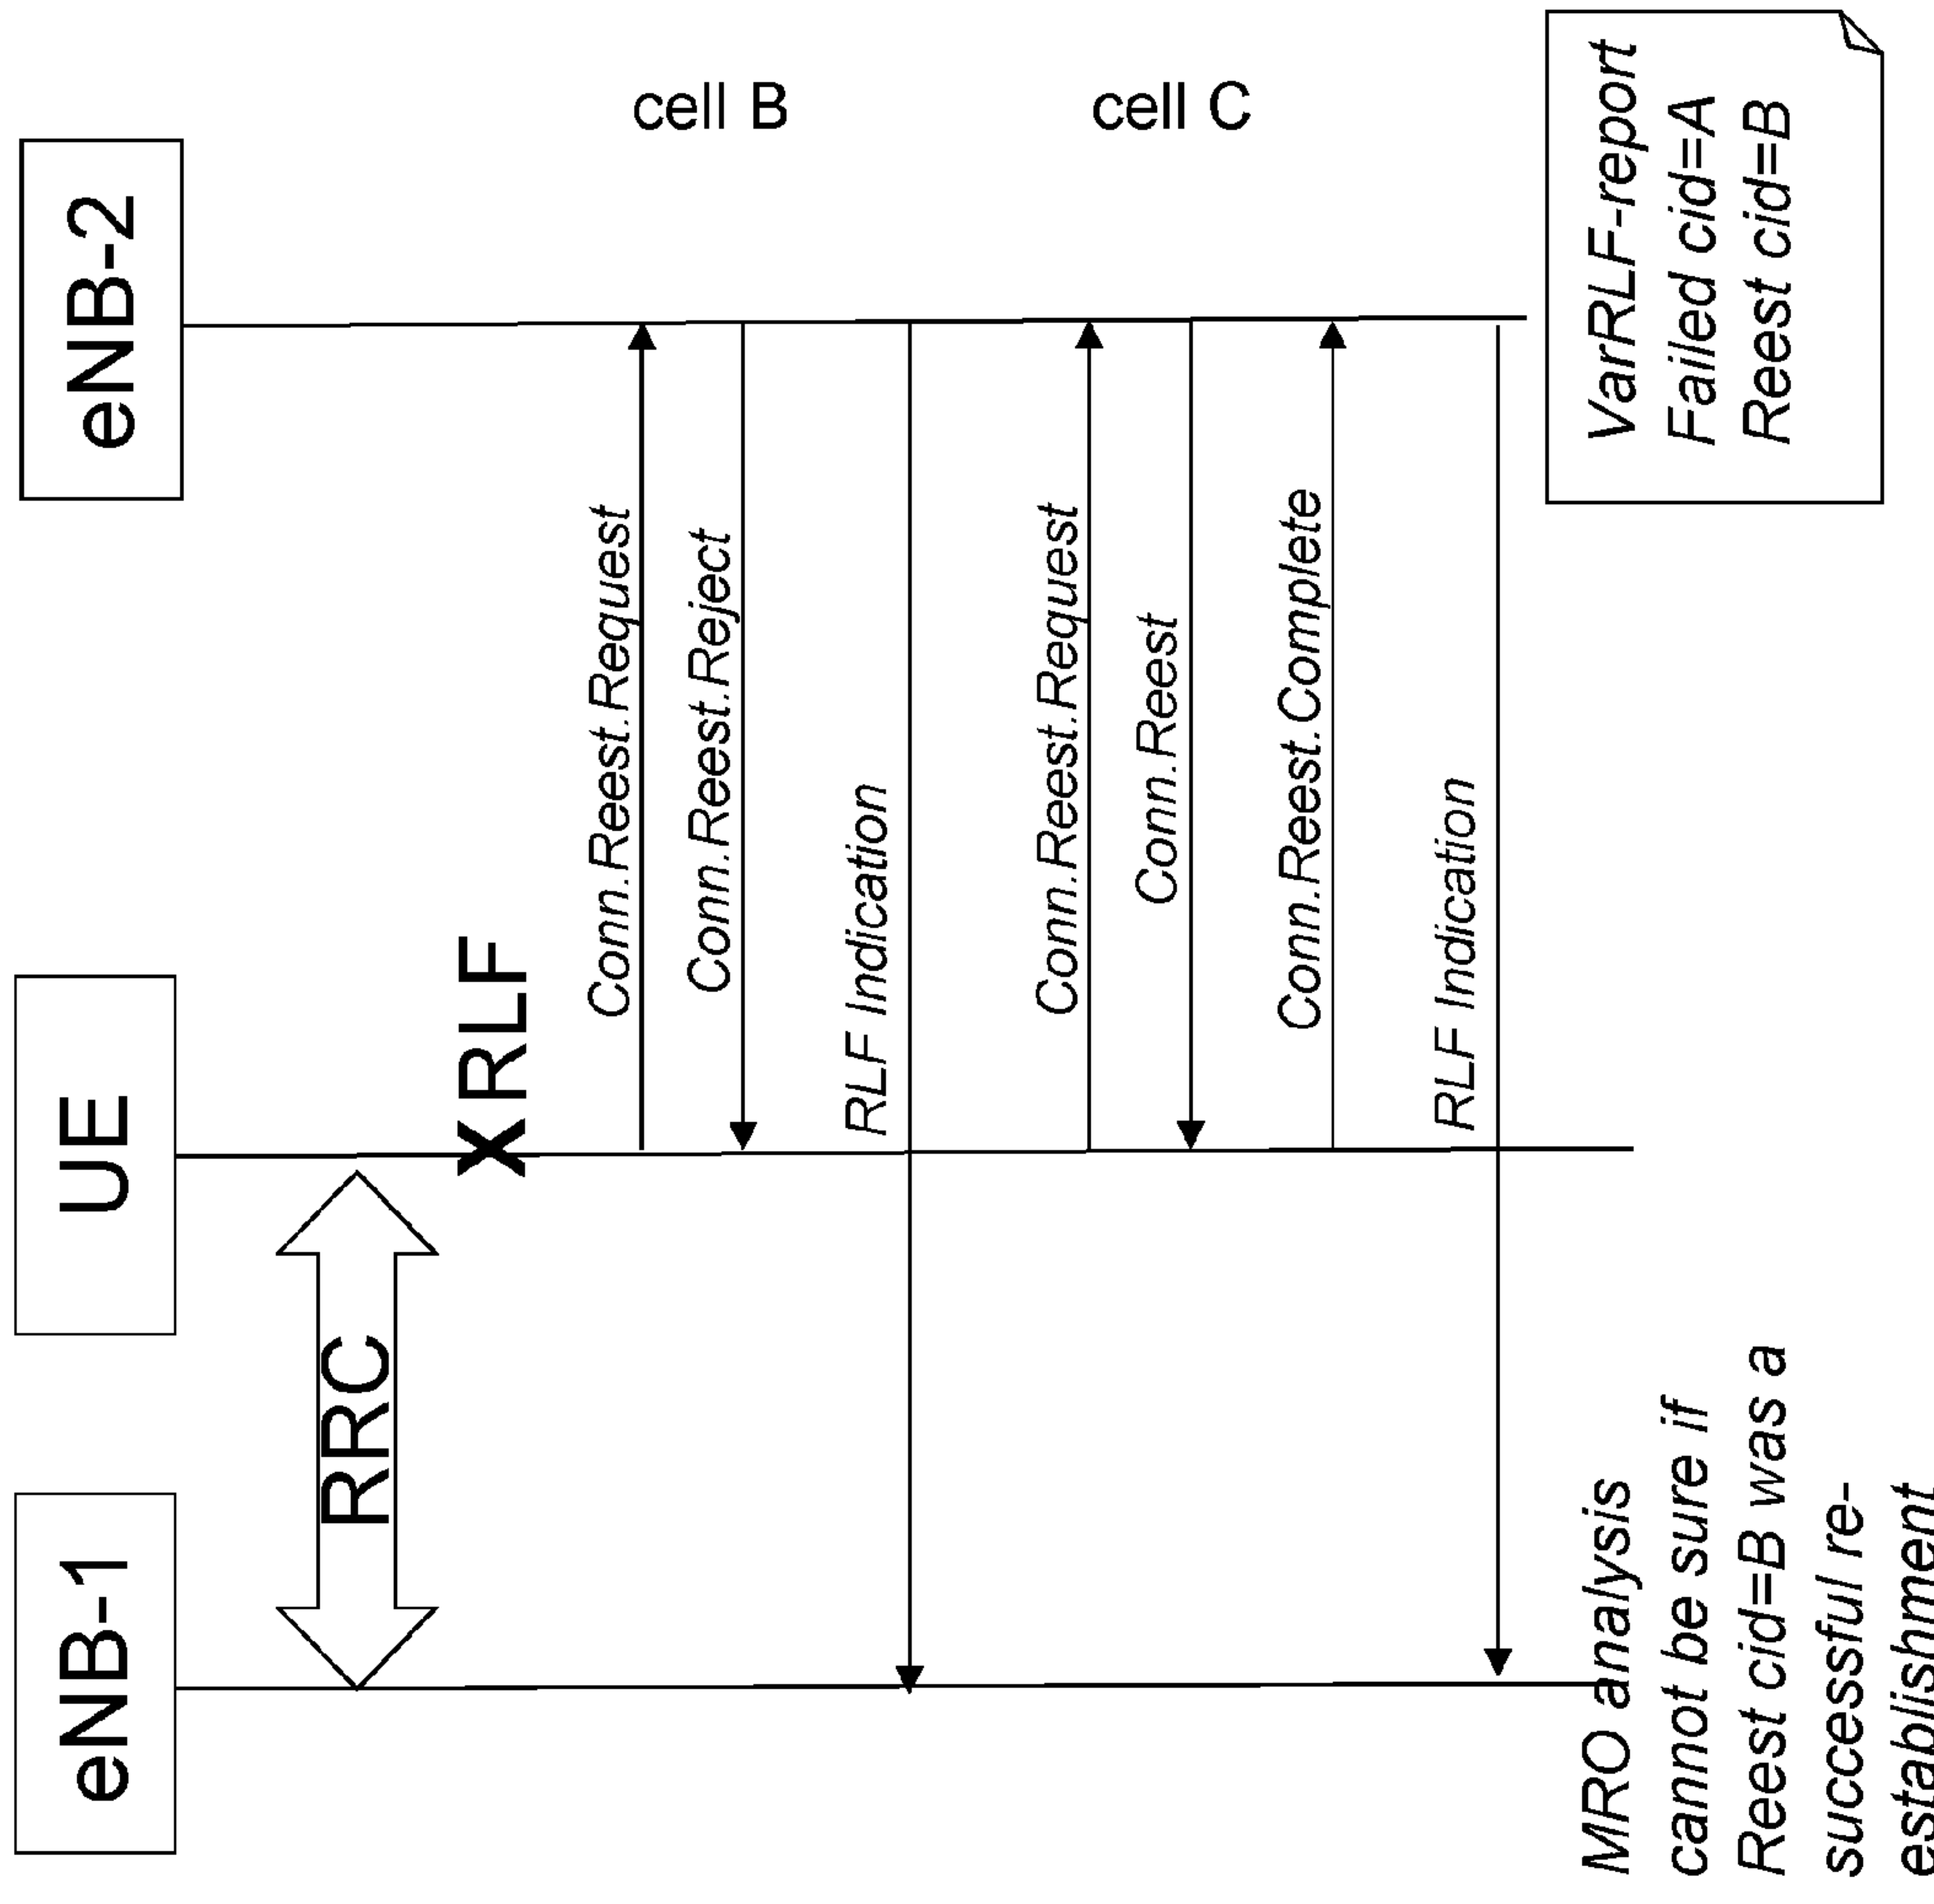 eNB-1
UE
eNB-2
RRC
X RLF
Conn.Reest.Request
cell B
Conn.Reest.Reject
RLF Indication
Conn.Reest.Request
cell C
Conn.Reest
Conn.Reest.Complete
RLF Indication
MRO analysis
cannot be sure if
Reest cid=B was a
successful re-
establishment
VarRLF-report
Failed cid=A
Reest cid=B